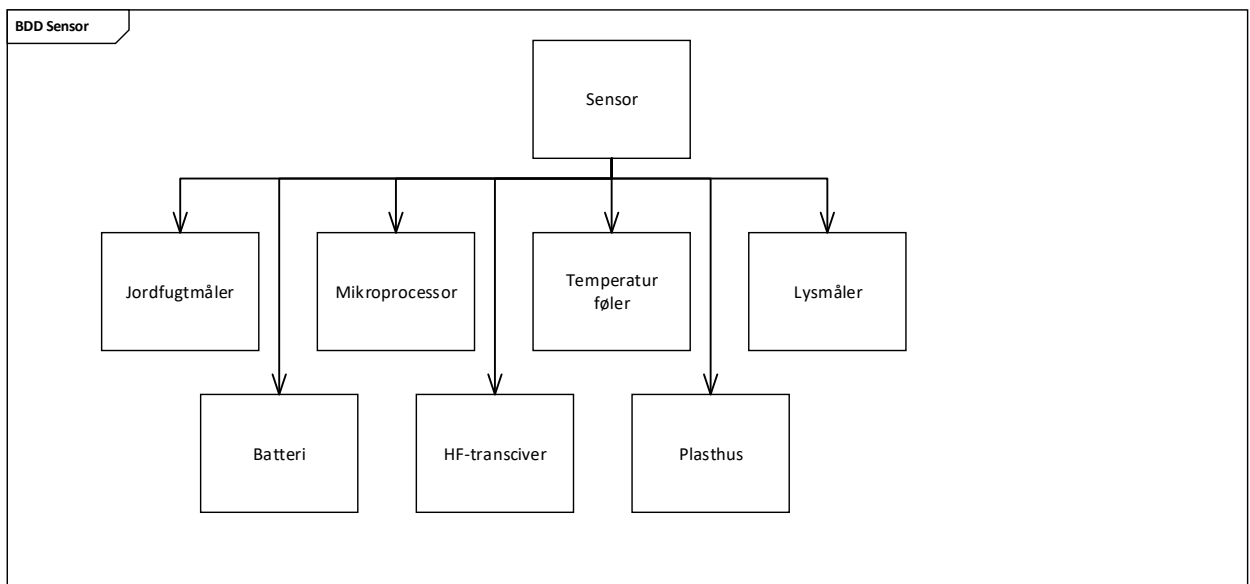 BDD Sensor
Sensor
Jordfugtmåler
Mikroprocessor
Temperatur
føler
Lysmåler
Batteri
HF-transciver
Plasthus